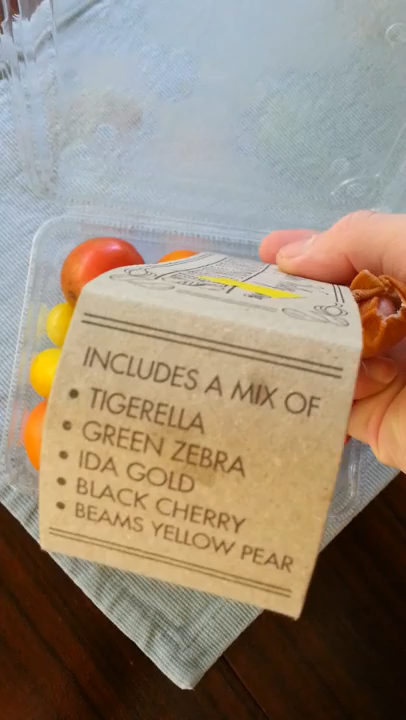 INCLUDES A MIX OF
• TIGERELLA
• GREEN ZEBRA
• IDA GOLD
• BLACK CHERRY
• BEAMS YELLOW PEAR